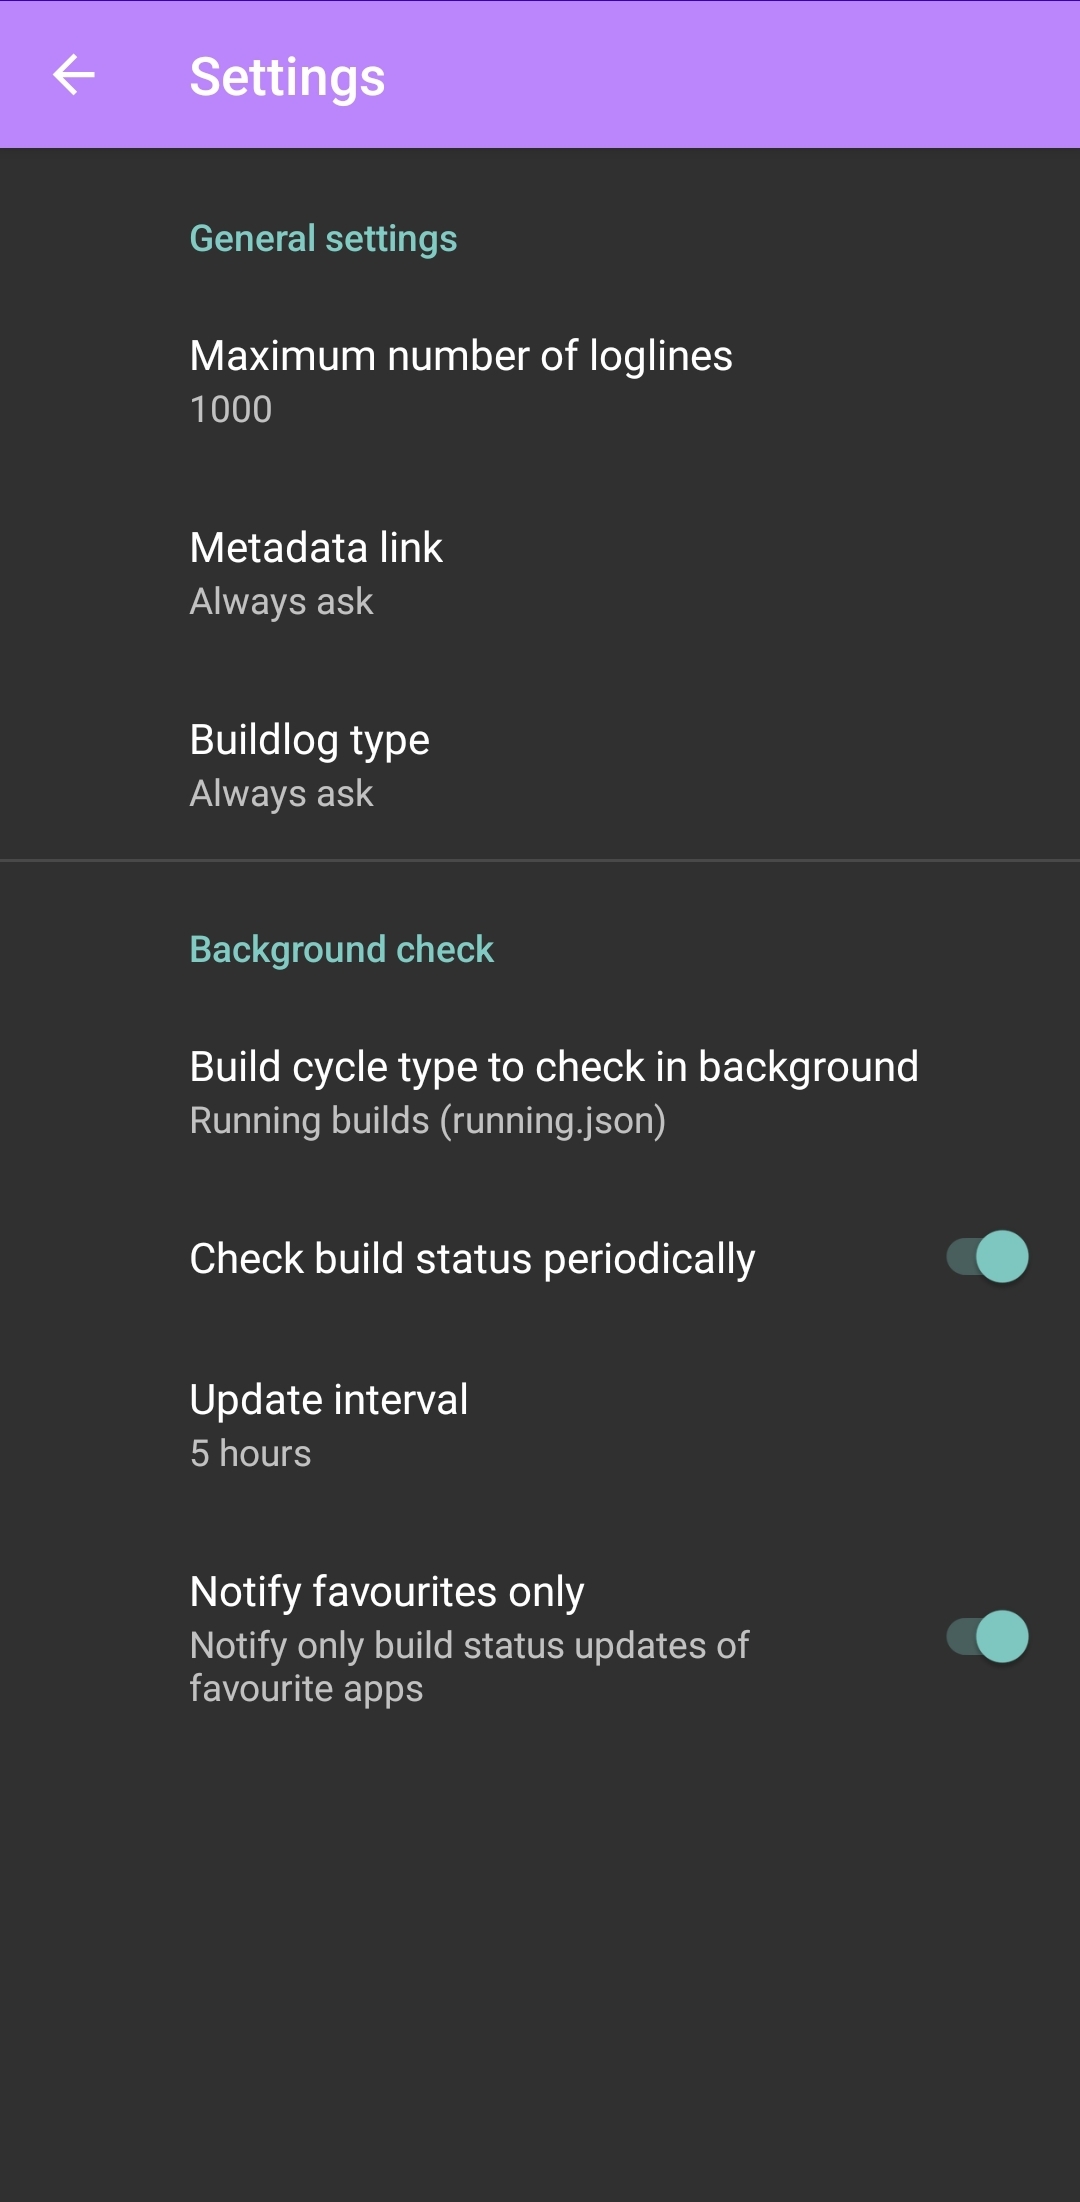 Settings
General settings
Maximum number of loglines
1000
Metadata link
Always ask
Buildlog type
Always ask
Background check
Build cycle type to check in background
Running builds (running.json)
Check build status periodically
Update interval
5 hours
Notify favourites only
Notify only build status updates of
favourite apps